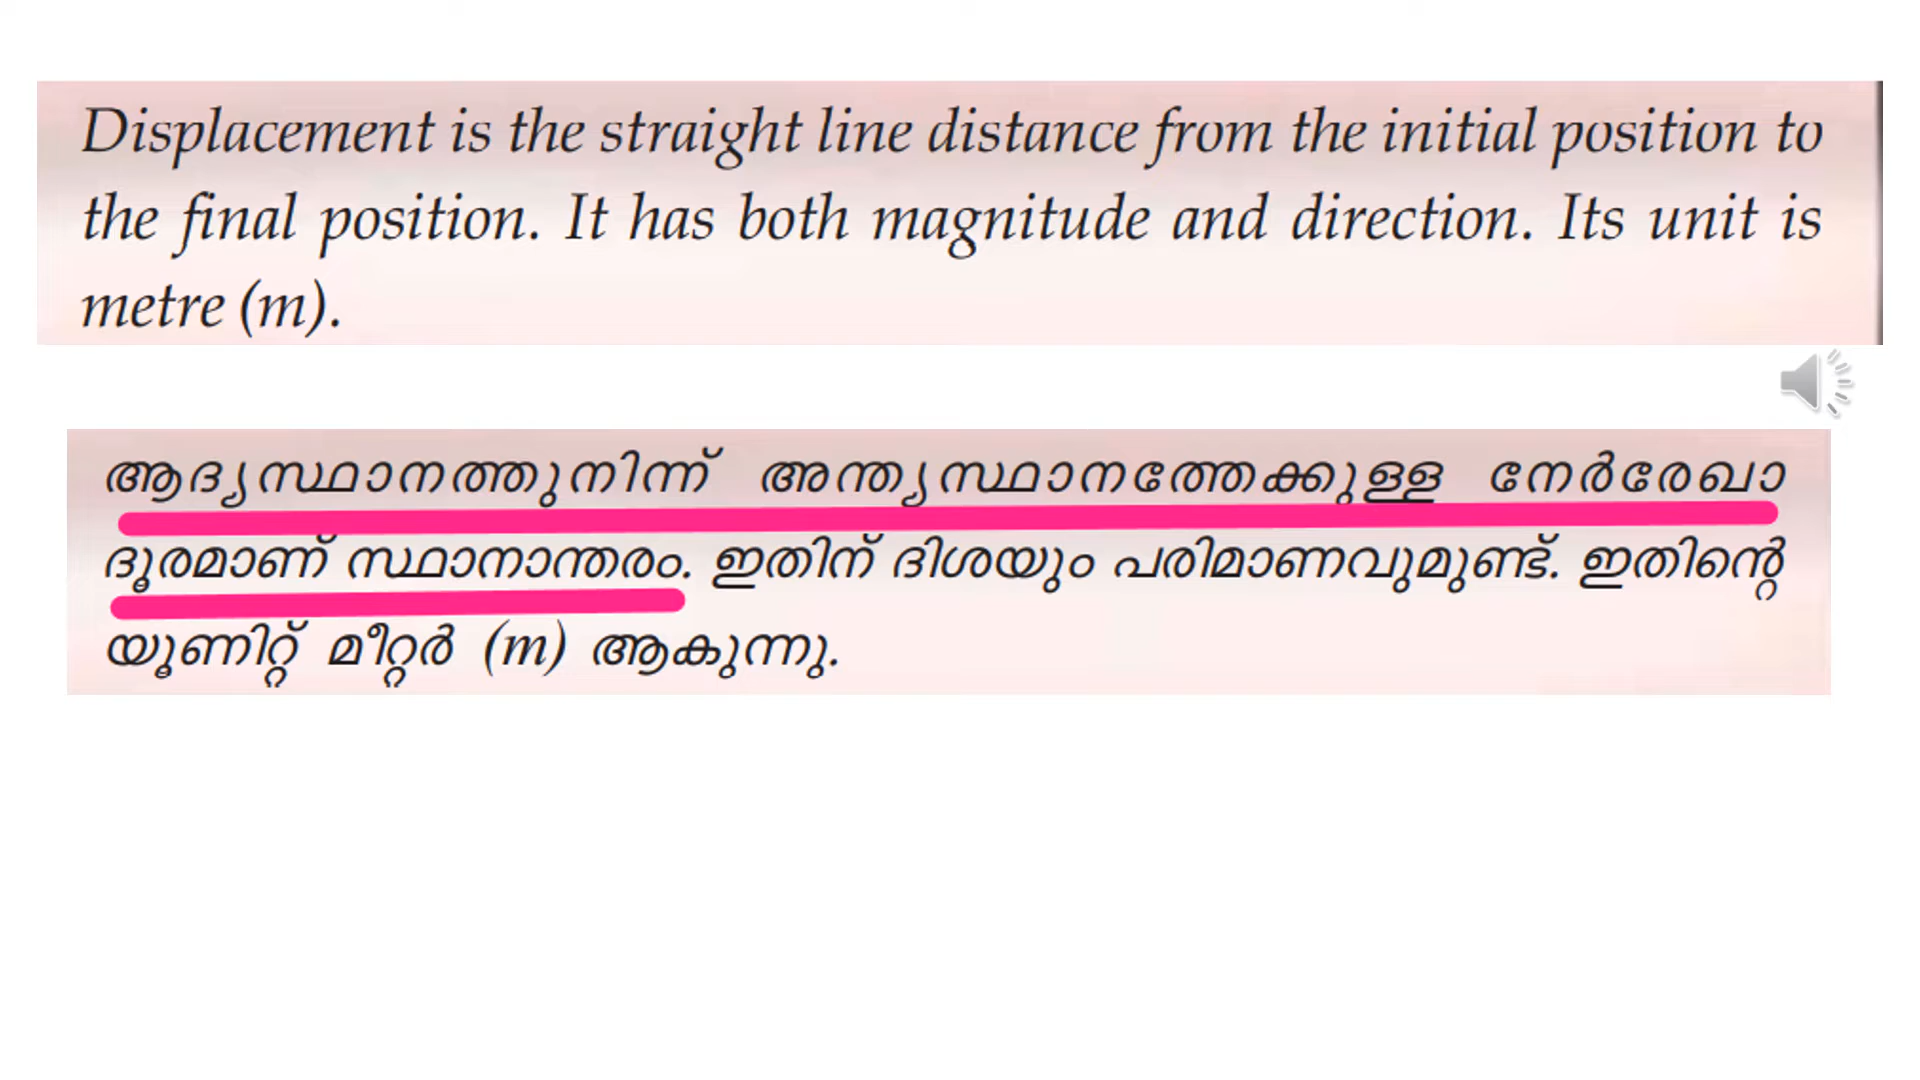 Displacement is the straight line distance from the initial position to
the final position. It has both magnitude and direction. Its unit is
metre (m).
ആദ്യസ്ഥാനത്തുനിന്ന് അന്ത്യസ്ഥാനത്തേക്കുള്ള നേർരേഖാ
ദൂരമാണ് സ്ഥാനാന്തരം. ഇതിന് ദിശയും പരിമാണവുമുണ്ട്. ഇതിന്റെ
യൂണിറ്റ് മീറ്റർ (m) ആകുന്നു.